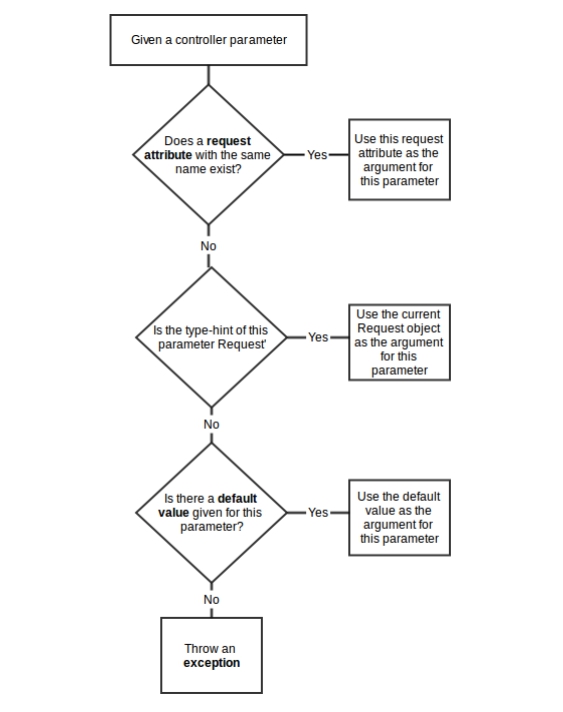 Given a controller parameter
Does a request
attribute with the same
name exist?
Yes
Use this request
attribute as the
argument for
this parameter
No
Is the type-hint of this
parameter Request'
Yes
Use the current
Request object
as the argument
for this
parameter
No
Is there a default
value given for this
parameter?
Yes
Use the default
value as the
argument for
this parameter
No
Throw an
exception